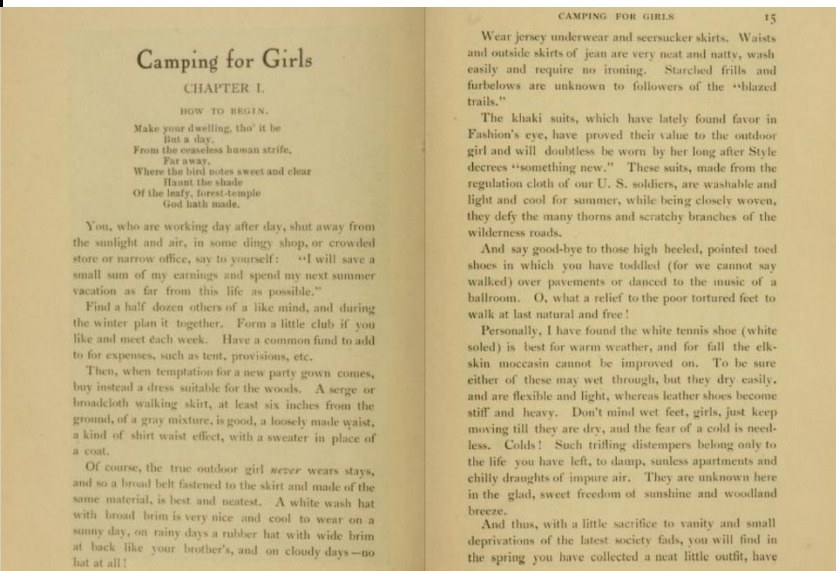 Camping for Girls
CHAPTER I.
HOW TO BEGIN.
Make your dwelling, tho' it be
But a day,
From the ceaseless human strife,
Far away,
Where the bird notes sweet and clear
Haunt the shade
Of the leafy, forest-temple
God hath made.
You, who are working day after day, shut away from
the sunlight and air, in some dingy shop, or crowded
store or narrow office, say to yourself: "I will save a
small sum of my earnings and spend my next summer
vacation as far from this life as possible."
Find a half dozen others of a like mind, and during
the winter plan it together. Form a little club if you
like and meet each week. Have a common fund to add
to for expenses, such as tent, provisions, etc.
Then, when temptation for a new party gown comes,
buy instead a dress suitable for the woods. A serge or
broadcloth walking skirt, at least six inches from the
ground, of a gray mixture, is good, a loosely made waist,
a kind of shirt waist effect, with a sweater in place of
a coat.
Of course, the true outdoor girl never wears stays,
and so a broad belt fastened to the skirt and made of the
same material, is best and neatest. A white wash hat
with broad brim is very nice and cool to wear on a
sunny day, on rainy days a rubber hat with wide brim
at back like your brother's, and on cloudy days—no
hat at all!
CAMPING FOR GIRLS 15
Wear jersey underwear and seersucker skirts. Waists
and outside skirts of jean are very neat and natty, wash
easily and require no ironing. Starched frills and
furbelows are unknown to followers of the "blazed
trails."
The khaki suits, which have lately found favor in
Fashion's eye, have proved their value to the outdoor
girl and will doubtless be worn by her long after Style
decrees "something new." These suits, made from the
regulation cloth of our U. S. soldiers, are washable and
light and cool for summer, while being closely woven,
they defy the many thorns and scratchy branches of the
wilderness roads.
And say good-bye to those high heeled, pointed toed
shoes in which you have toddled (for we cannot say
walked) over pavements or danced to the music of a
ballroom. O, what a relief to the poor tortured feet to
walk at last natural and free!
Personally, I have found the white tennis shoe (white
soled) is best for warm weather, and for fall the elk-
skin moccasin cannot be improved on. To be sure
either of these may wet through, but they dry easily,
and are flexible and light, whereas leather shoes become
stiff and heavy. Don't mind wet feet, girls, just keep
moving till they are dry, and the fear of a cold is need-
less. Colds! Such trifling distempers belong only to
the life you have left, to damp, sunless apartments and
chilly draughts of impure air. They are unknown here
in the glad, sweet freedom of sunshine and woodland
breeze.
And thus, with a little sacrifice to vanity and small
deprivations of the latest society fads, you will find in
the spring you have collected a neat little outfit, have